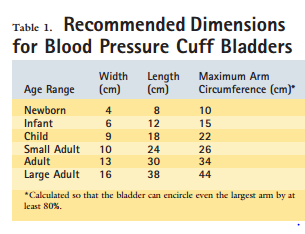 Table 1. Recommended Dimensions
for Blood Pressure Cuff Bladders
Width Length Maximum Arm
Age Range (cm) (cm) Circumference (cm)*
Newborn 4 8 10
Infant 6 12 15
Child 9 18 22
Small Adult 10 24 26
Adult 13 30 34
Large Adult 16 38 44
*Calculated so that the bladder can encircle even the largest arm by at
least 80%.